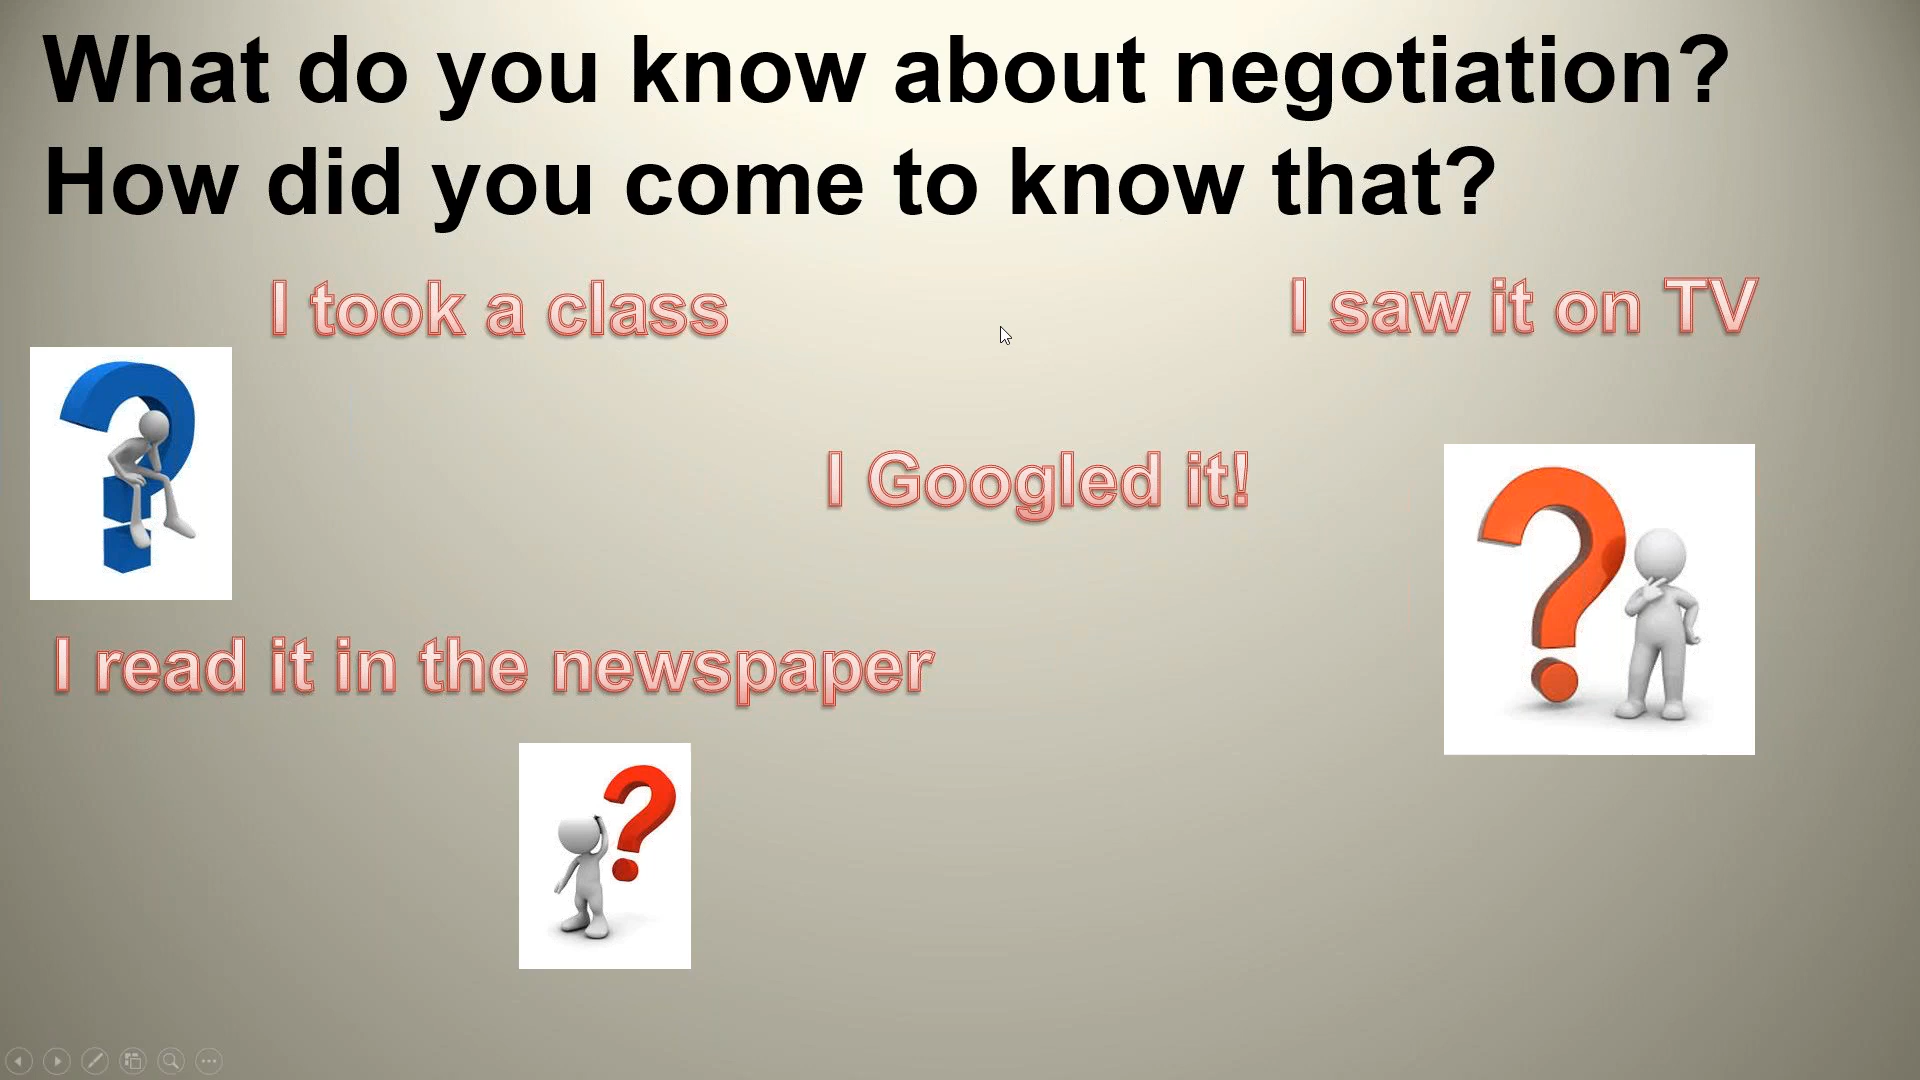 What do you know about negotiation?
How did you come to know that?
I took a class
I saw it on TV
I Googled it!
I read it in the newspaper